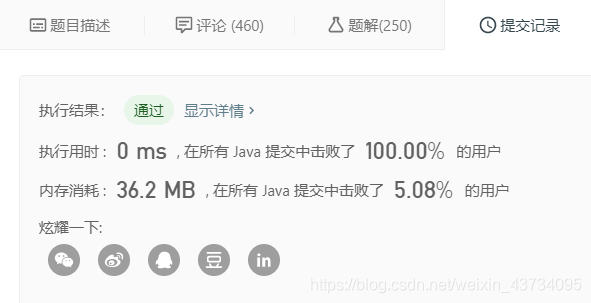 题目描述 评论 (460) 题解(250) 提交记录
执行结果： 通过 显示详情 >
执行用时 : 0 ms , 在所有 Java 提交中击败了 100.00% 的用户
内存消耗 : 36.2 MB , 在所有 Java 提交中击败了 5.08% 的用户
炫耀一下:
豆 in
https://blog.csdn.net/weixin_43734095